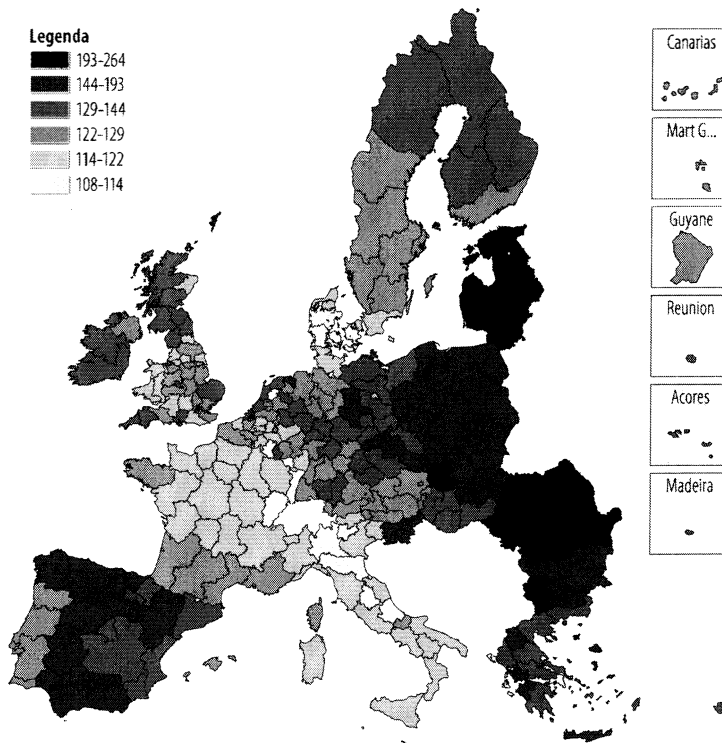 Legenda
193-264
144-193
129-144
122-129
114-122
108-114
Canarias
Mart G...
Guyane
Reunion
Acores
Madeira